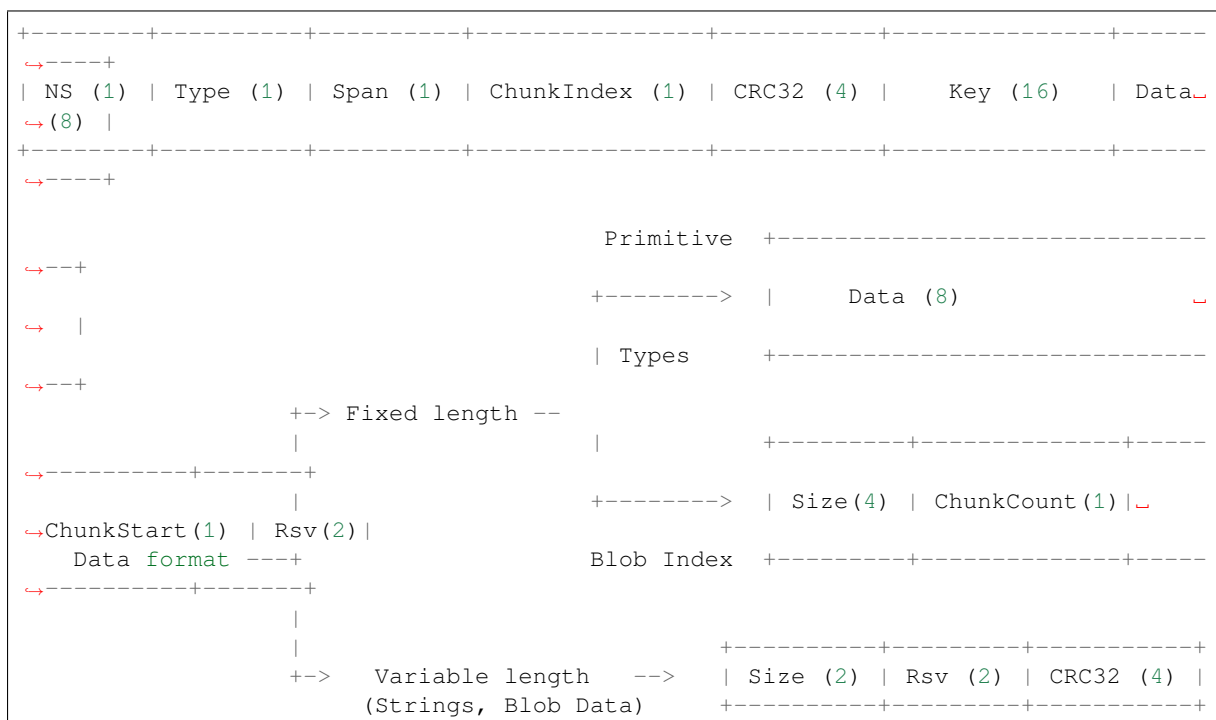 +--------+----------+----------+---------------+-----------+---------------+------
↪----+
| NS (1) | Type (1) | Span (1) | ChunkIndex (1) | CRC32 (4) |    Key (16)   | Data␣
↪(8) |
+--------+----------+----------+---------------+-----------+---------------+------
↪----+
Primitive  +-------------------------------
↪--+
+-------->  |     Data (8)                ␣
↪   |
| Types     +-------------------------------
↪--+
+-> Fixed length --
|                   |           +---------+--------------+-----
↪----------+-------+
|                   +-------->  | Size(4) | ChunkCount(1)|␣
↪ChunkStart(1) | Rsv(2)|
Data format ---+                   Blob Index  +---------+--------------+-----
↪----------+-------+
|
|                            +----------+---------+-----------+
+->   Variable length   -->  | Size (2) | Rsv (2) | CRC32 (4) |
(Strings, Blob Data)     +----------+---------+-----------+